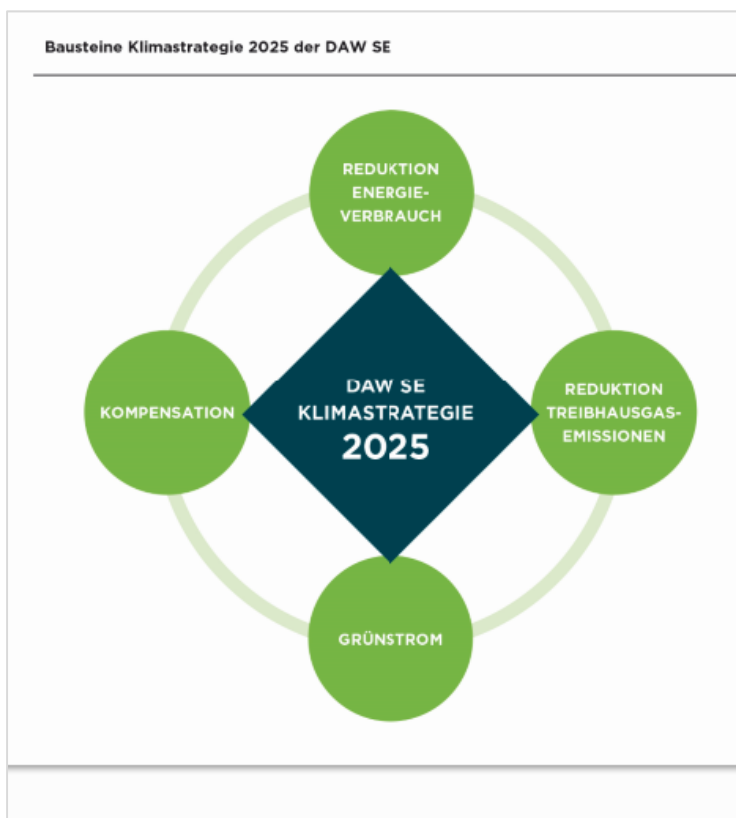 Bausteine Klimastrategie 2025 der DAW SE
REDUKTION
ENERGIE-
VERBRAUCH
KOMPENSATION
DAW SE
KLIMASTRATEGIE
2025
REDUKTION
TREIBHAUSGAS-
EMISSIONEN
GRÜNSTROM